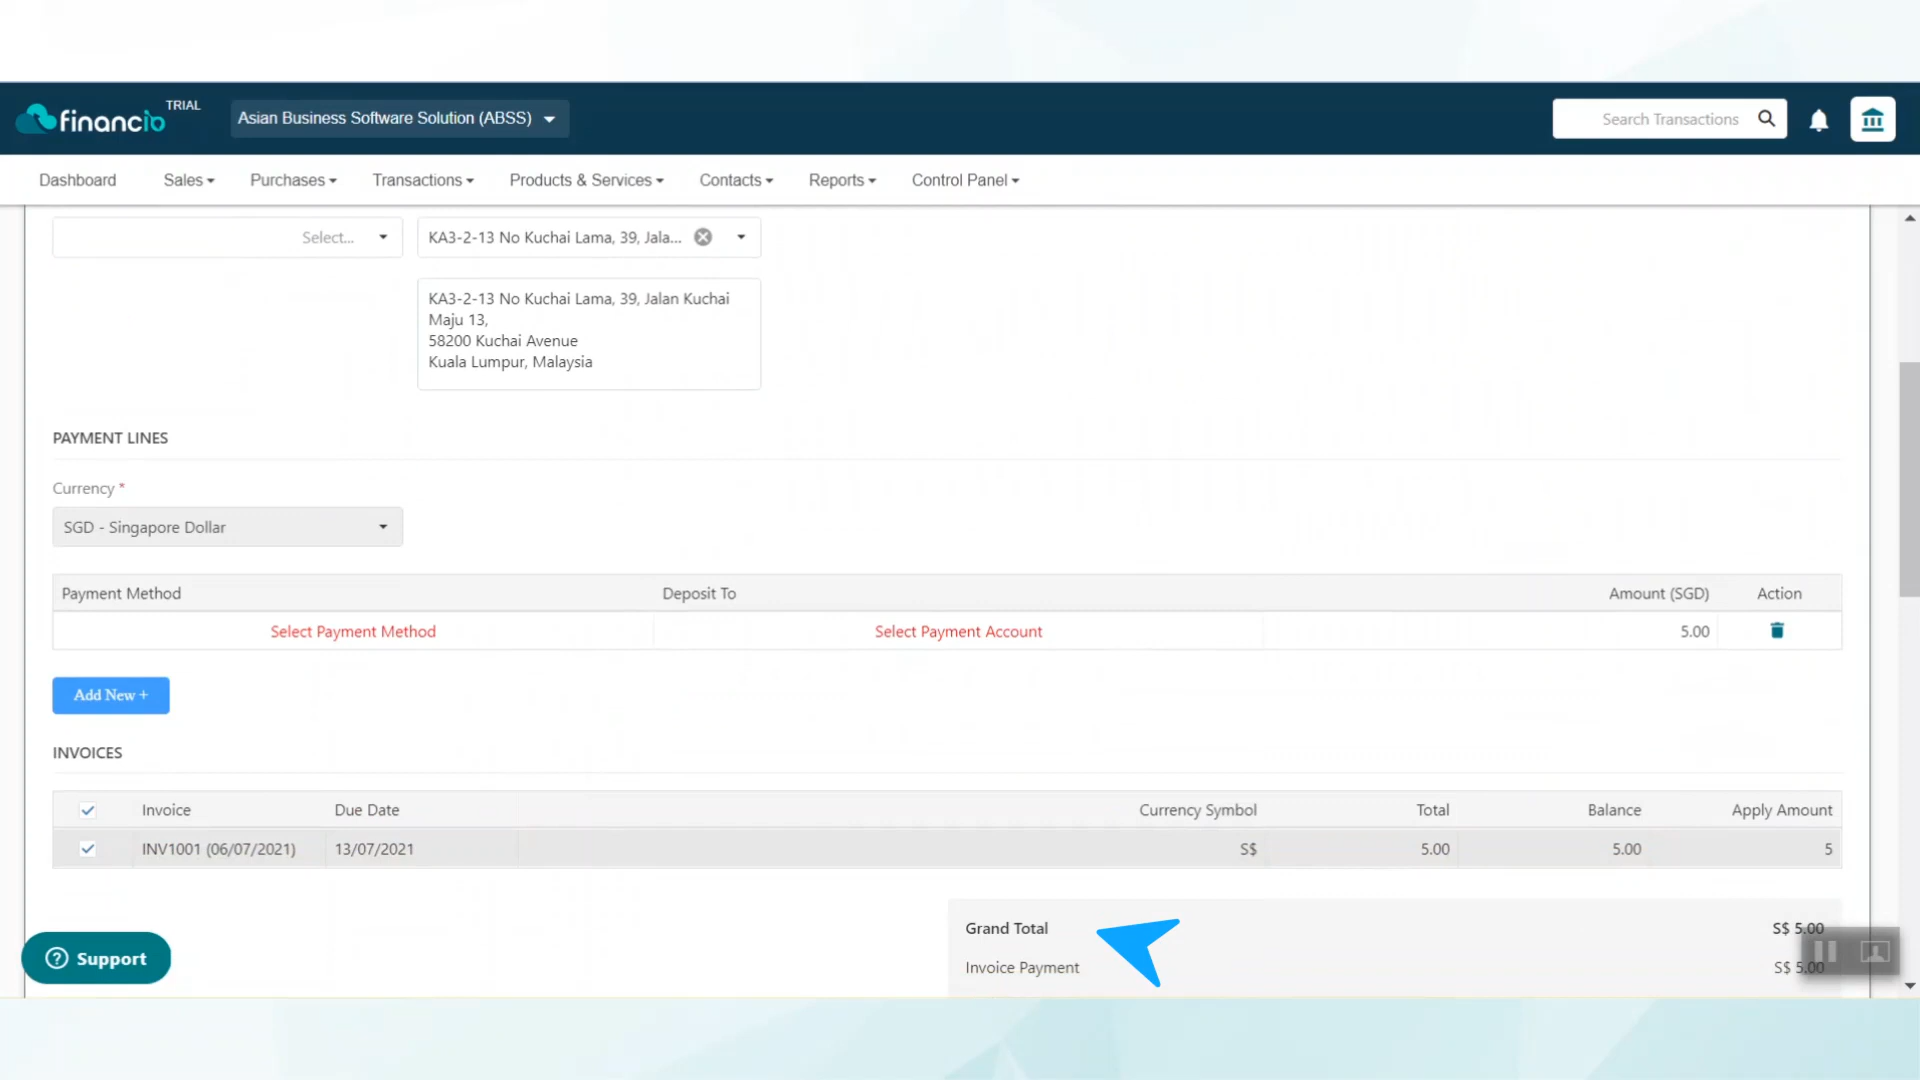 financio TRIAL
Asian Business Software Solution (ABSS)
Search Transactions
Dashboard Sales Purchases Transactions Products & Services Contacts Reports Control Panel
Select... KA3-2-13 No Kuchai Lama, 39, Jala...
KA3-2-13 No Kuchai Lama, 39, Jalan Kuchai
Maju 13,
58200 Kuchai Avenue
Kuala Lumpur, Malaysia
PAYMENT LINES
Currency *
SGD - Singapore Dollar
Payment Method Deposit To Amount (SGD) Action
Select Payment Method Select Payment Account 5.00
Add New +
INVOICES
Invoice Due Date Currency Symbol Total Balance Apply Amount
INV1001 (06/07/2021) 13/07/2021 S$ 5.00 5.00 5
Grand Total S$ 5.00
Invoice Payment S$ 5.00
? Support